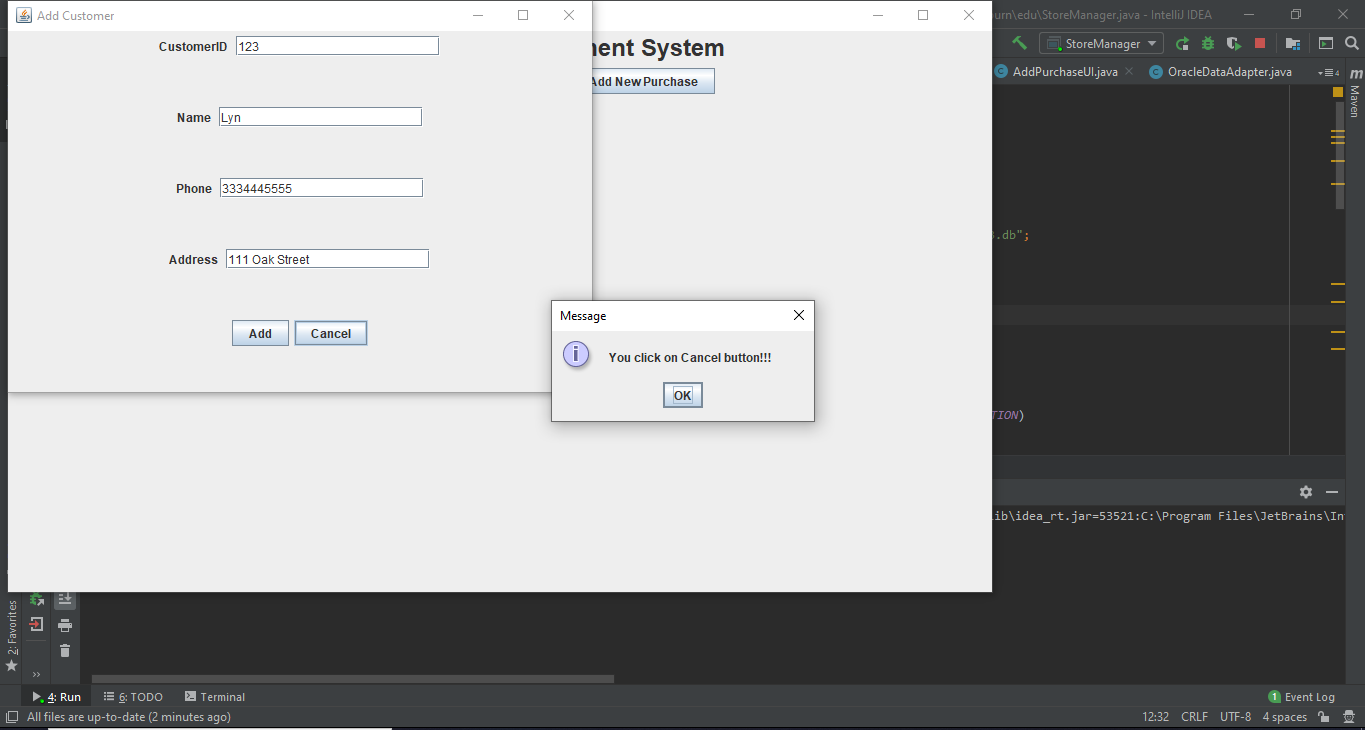 Add Customer
urn\edu\StoreManager.java - IntelliJ IDEA
CustomerID 123
ent System
StoreManager
Add New Purchase
AddPurchaseUI.java
OracleDataAdapter.java
4
m
Maven
Name Lyn
Phone 3334445555
.db";
Address 111 Oak Street
Message
Add
Cancel
You click on Cancel button!!!
OK
TION)
ib\idea_rt.jar=53521:C:\Program Files\JetBrains\In
2: Favorites
4: Run
6: TODO
Terminal
1 Event Log
All files are up-to-date (2 minutes ago)
12:32 CRLF UTF-8 4 spaces